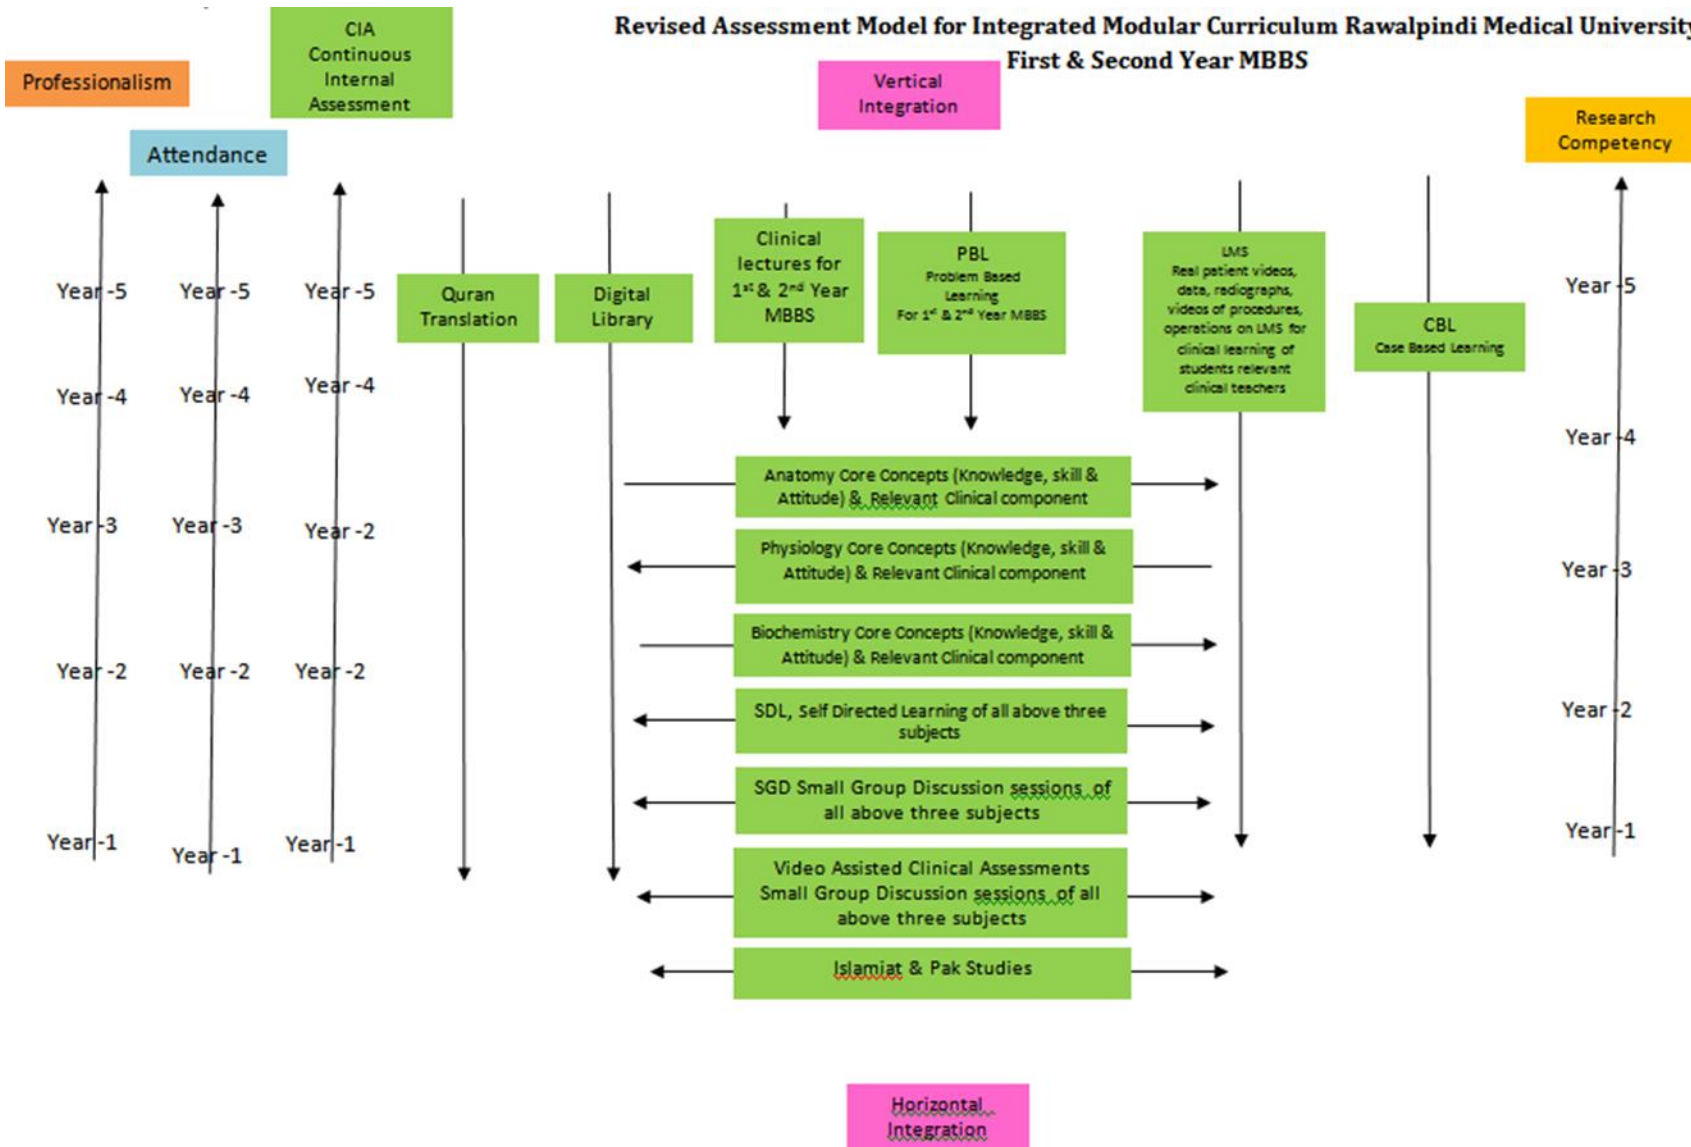 Revised Assessment Model for Integrated Modular Curriculum Rawalpindi Medical University
First & Second Year MBBS
Professionalism
Attendance
CIA
Continuous
Internal
Assessment
Vertical
Integration
Research
Competency
Year -5
Year -4
Year -3
Year -2
Year -1
Year -5
Year -4
Year -3
Year -2
Year -1
Year -5
Year -4
Year -2
Year -2
Year -1
Quran
Translation
Digital
Library
Clinical
lectures for
1st & 2nd Year
MBBS
PBL
Problem Based
Learning
For 1st & 2nd Year MBBS
LMS
Real patient videos,
data, radiographs,
videos of procedures,
operations on LMS for
clinical learning of
students relevant
clinical teachers
CBL
Case Based Learning
Year -5
Year -4
Year -3
Year -2
Year -1
Anatomy Core Concepts (Knowledge, skill &
Attitude) & Relevant Clinical component
Physiology Core Concepts (Knowledge, skill &
Attitude) & Relevant Clinical component
Biochemistry Core Concepts (Knowledge, skill &
Attitude) & Relevant Clinical component
SDL, Self Directed Learning of all above three
subjects
SGD Small Group Discussion sessions of
all above three subjects
Video Assisted Clinical Assessments
Small Group Discussion sessions of all
above three subjects
Islamiat & Pak Studies
Horizontal
Integration